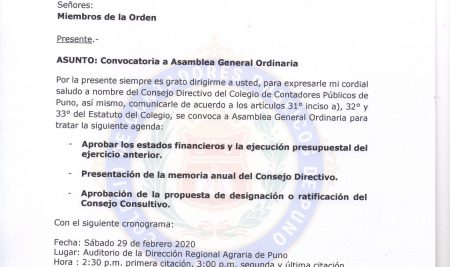 Señores:
Miembros de la Orden
Presente.-
ASUNTO: Convocatoria a Asamblea General Ordinaria
Por la presente siempre es grato dirigirme a usted, para expresarle mi cordial
saludo a nombre del Consejo Directivo del Colegio de Contadores Públicos de
Puno, así mismo, comunicarle de acuerdo a los artículos 31° inciso a), 32° y
33° del Estatuto del Colegio, se convoca a Asamblea General Ordinaria para
tratar la siguiente agenda:
- Aprobar los estados financieros y la ejecución presupuestal del
ejercicio anterior.
- Presentación de la memoria anual del Consejo Directivo.
- Aprobación de la propuesta de designación o ratificación del
Consejo Consultivo.
Con el siguiente cronograma:
Fecha: Sábado 29 de febrero 2020
Lugar: Auditorio de la Dirección Regional Agraria de Puno
Hora : 2:30 p.m. primera citación, 3:00 p.m. segunda y última citación